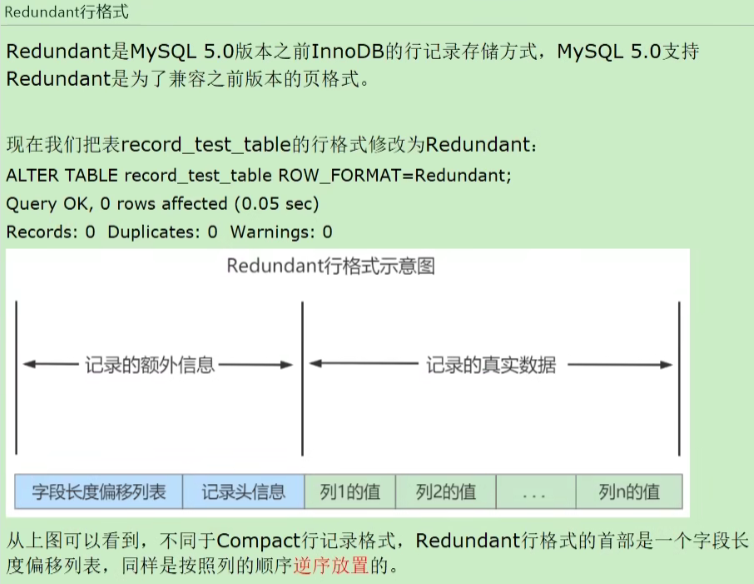 Redundant行格式
Redundant是MySQL 5.0版本之前InnoDB的行记录存储方式，MySQL 5.0支持
Redundant是为了兼容之前版本的页格式。
现在我们把表record_test_table的行格式修改为Redundant：
ALTER TABLE record_test_table ROW_FORMAT=Redundant;
Query OK, 0 rows affected (0.05 sec)
Records: 0  Duplicates: 0  Warnings: 0
Redundant行格式示意图
记录的额外信息 记录的真实数据
字段长度偏移列表 记录头信息 列1的值 列2的值 ... 列n的值
从上图可以看到，不同于Compact行记录格式，Redundant行格式的首部是一个字段长
度偏移列表，同样是按照列的顺序逆序放置的。